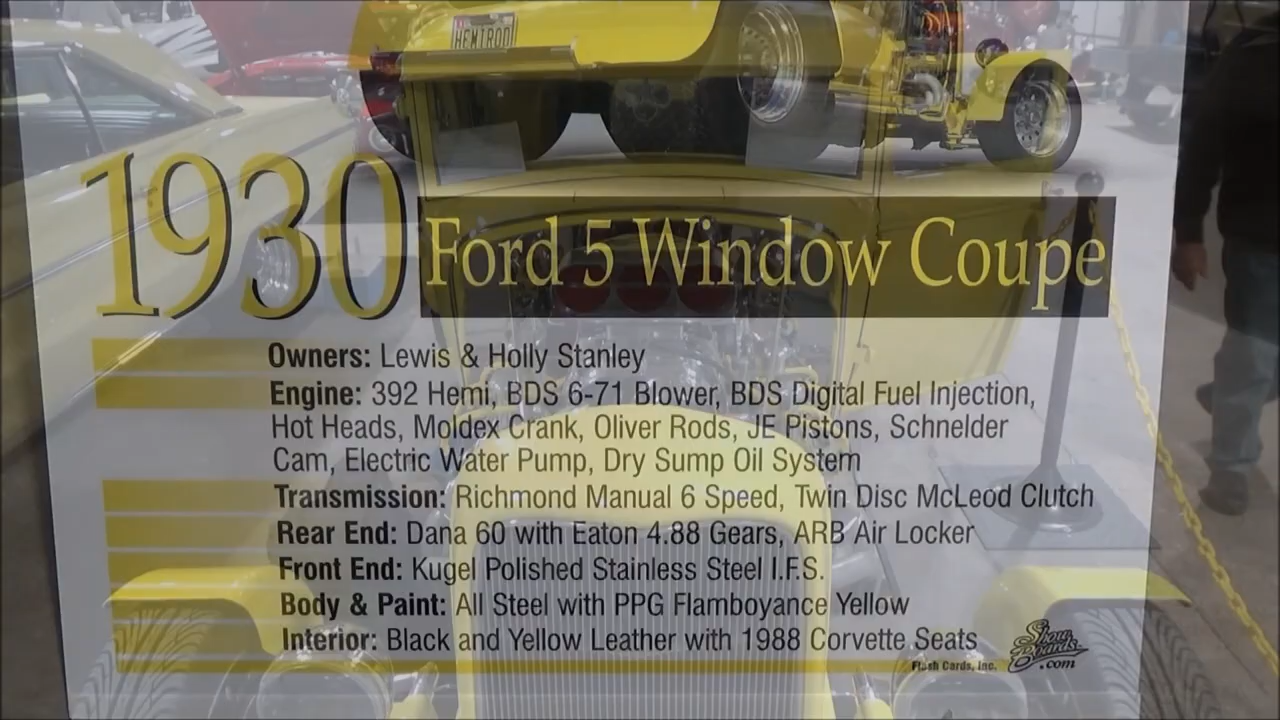 HEMIROD
1930
Ford 5 Window Coupe
Owners: Lewis & Holly Stanley
Engine: 392 Hemi, BDS 6-71 Blower, BDS Digital Fuel Injection,
Hot Heads, Moldex Crank, Oliver Rods, JE Pistons, Schnelder
Cam, Electric Water Pump, Dry Sump Oil System
Transmission: Richmond Manual 6 Speed, Twin Disc McLeod Clutch
Rear End: Dana 60 with Eaton 4.88 Gears, ARB Air Locker
Front End: Kugel Polished Stainless Steel I.F.S.
Body & Paint: All Steel with PPG Flamboyance Yellow
Interior: Black and Yellow Leather with 1988 Corvette Seats
Flash Cards, Inc.
Show
Boards
.com